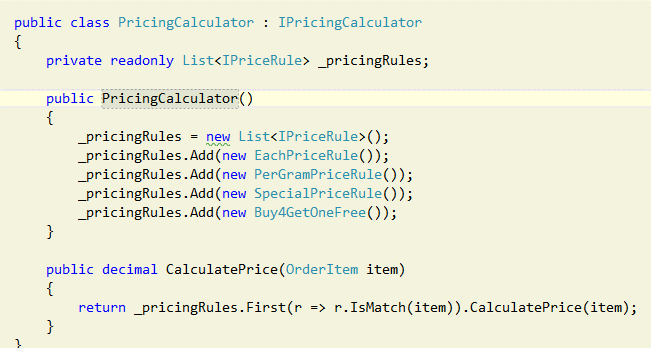 public class PricingCalculator : IPricingCalculator
{
    private readonly List<IPriceRule> _pricingRules;

    public PricingCalculator()
    {
        _pricingRules = new List<IPriceRule>();
        _pricingRules.Add(new EachPriceRule());
        _pricingRules.Add(new PerGramPriceRule());
        _pricingRules.Add(new SpecialPriceRule());
        _pricingRules.Add(new Buy4GetOneFree());
    }

    public decimal CalculatePrice(OrderItem item)
    {
        return _pricingRules.First(r => r.IsMatch(item)).CalculatePrice(item);
    }
}